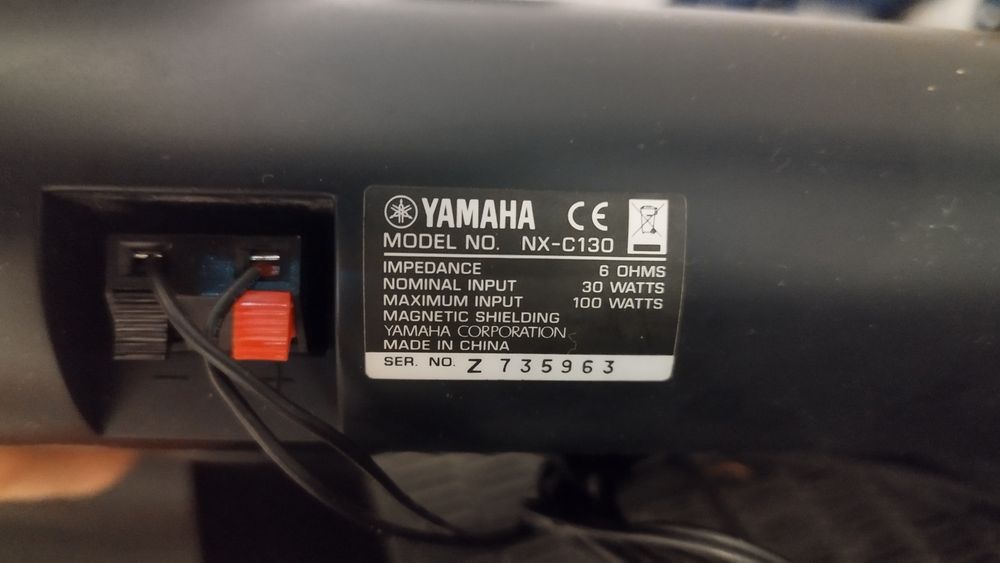 YAMAHA CE
MODEL NO. NX-C130
IMPEDANCE 6 OHMS
NOMINAL INPUT 30 WATTS
MAXIMUM INPUT 100 WATTS
MAGNETIC SHIELDING
YAMAHA CORPORATION
MADE IN CHINA
SER. NO. Z 735963
− +